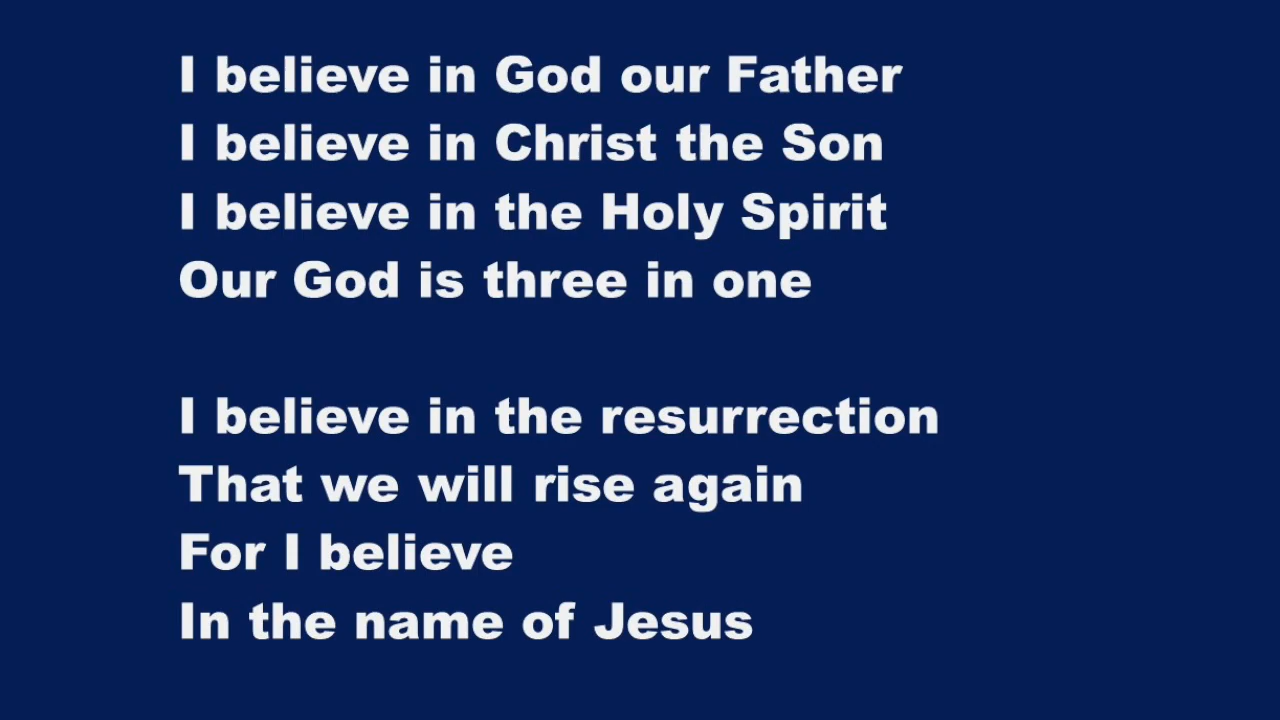 I believe in God our Father
I believe in Christ the Son
I believe in the Holy Spirit
Our God is three in one
I believe in the resurrection
That we will rise again
For I believe
In the name of Jesus